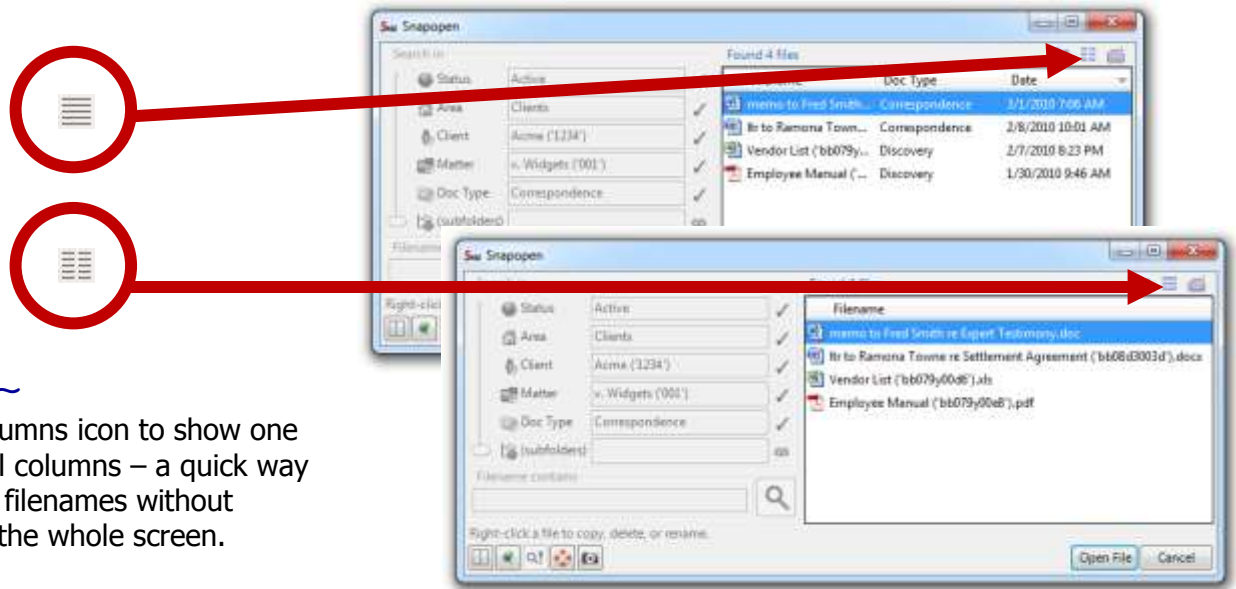 Snapopen
Search in
Found 4 files
Doc Type Date
Status Active
Area Clients
Client Acme ('1234')
Matter v. Widgets ('001')
Doc Type Correspondence
(subfolders)
memo to Fred Smith... Correspondence 3/1/2010 7:06 AM
ltr to Ramona Town... Correspondence 2/8/2010 10:01 AM
Vendor List ('bb079y... Discovery 2/7/2010 8:23 PM
Employee Manual ('... Discovery 1/30/2010 9:46 AM
Filename
Right-click
Snapopen
Status Active
Area Clients
Client Acme ('1234')
Matter v. Widgets ('001')
Doc Type Correspondence
(subfolders)
Filename contains
Right-click a file to copy, delete, or rename.
Filename
memo to Fred Smith re Expert Testimony.doc
ltr to Ramona Towne re Settlement Agreement ('bb08d3003d').docx
Vendor List ('bb079y00d6').xls
Employee Manual ('bb079y00e8').pdf
Open File Cancel
~
umns icon to show one
l columns – a quick way
filenames without
the whole screen.